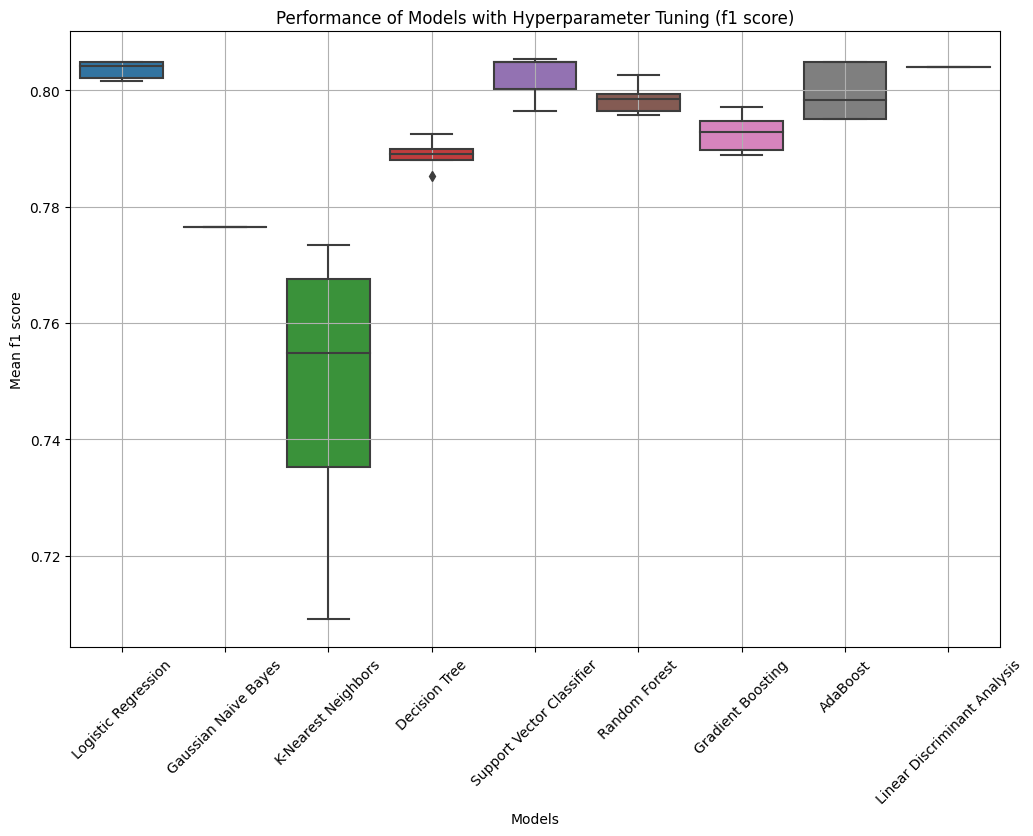 Performance of Models with Hyperparameter Tuning (f1 score)
Mean f1 score
0.80
0.78
0.76
0.74
0.72
Logistic Regression
Gaussian Naive Bayes
K-Nearest Neighbors
Decision Tree
Support Vector Classifier
Random Forest
Gradient Boosting
AdaBoost
Linear Discriminant Analysis
Models